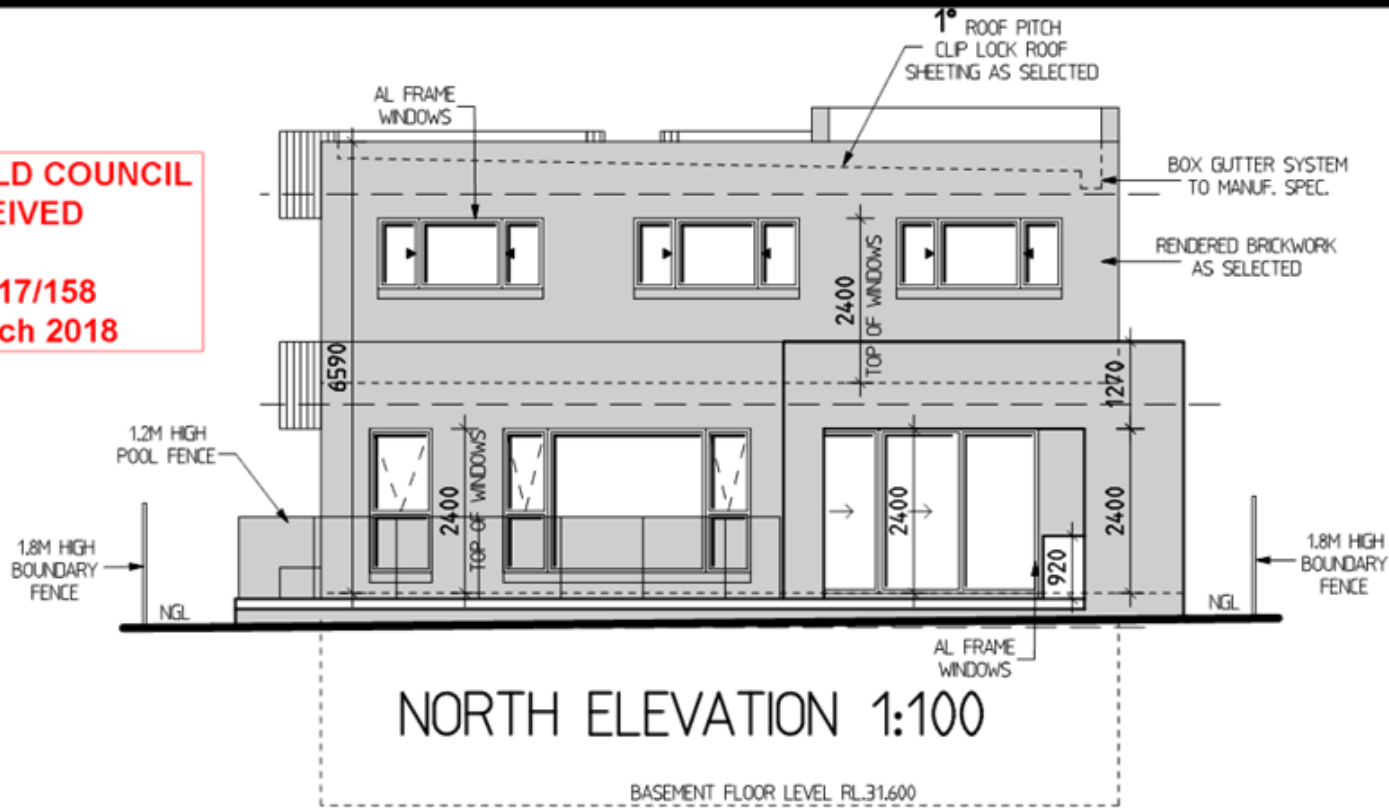 1° ROOF PITCH
CLIP LOCK ROOF
SHEETING AS SELECTED
AL FRAME
WINDOWS
LD COUNCIL
EIVED
17/158
ch 2018
BOX GUTTER SYSTEM
TO MANUF. SPEC.
RENDERED BRICKWORK
AS SELECTED
2400
TOP OF WINDOWS
6590
1270
1.2M HIGH
POOL FENCE
2400
TOP OF WINDOWS
2400
2400
920
1.8M HIGH
BOUNDARY
FENCE
1.8M HIGH
BOUNDARY
FENCE
NGL
NGL
AL FRAME
WINDOWS
NORTH ELEVATION 1:100
BASEMENT FLOOR LEVEL RL.31.600